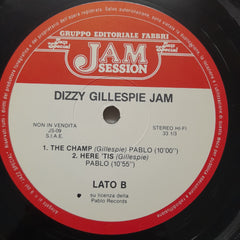 GRUPPO EDITORIALE FABBRI
JAM
SESSION
DIZZY GILLESPIE JAM
NON IN VENDITA
JS-09
S.I.A.E.
STEREO HI-FI
33 1/3
1. THE CHAMP (Gillespie) PABLO (10'00")
2. HERE 'TIS (Gillespie)
PABLO (10'55")
LATO B
su licenza della
Pablo Records